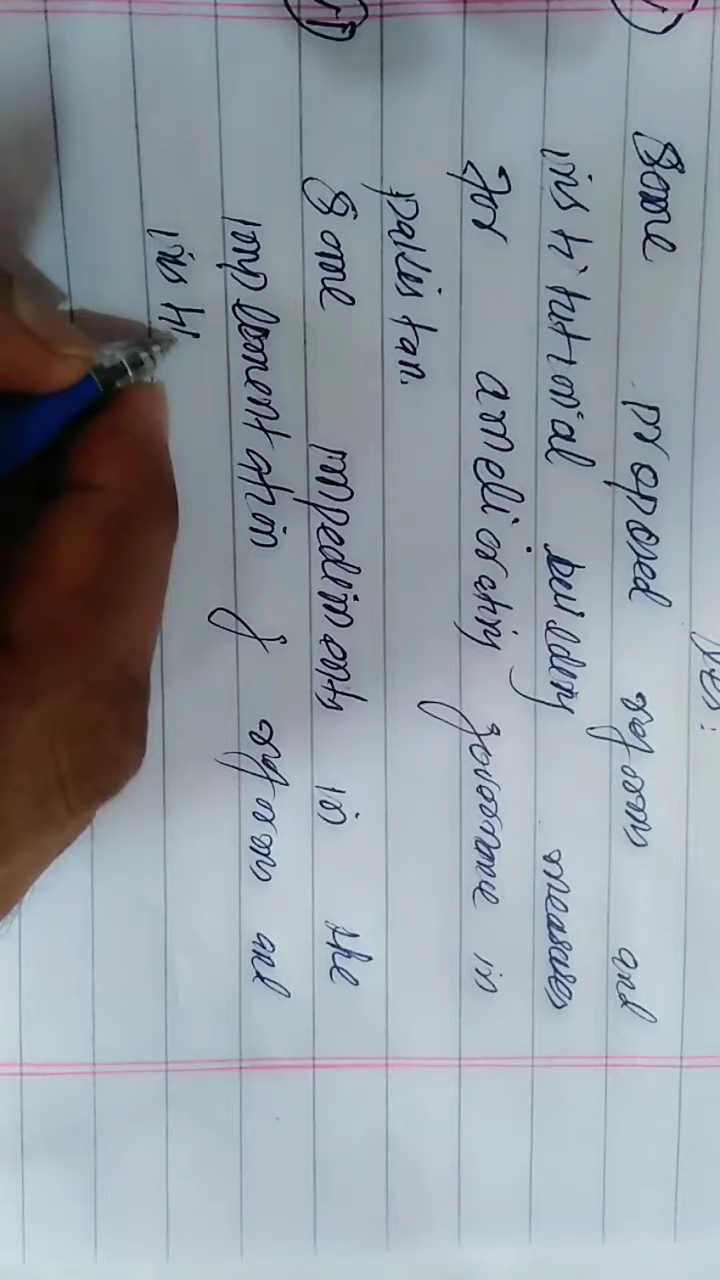 Some proposed reforms and
institutional building measures
for ameliorating governance in
pakistan.
Some impediments in the
implementation of reforms and
insti